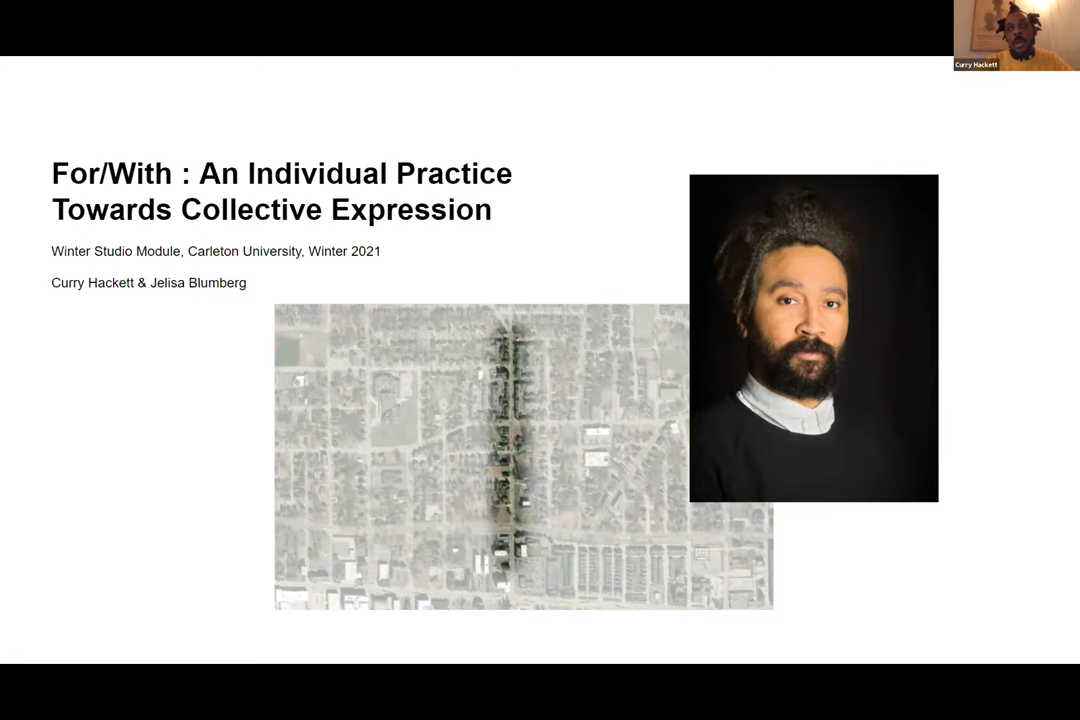 Curry Hackett
For/With : An Individual Practice
Towards Collective Expression
Winter Studio Module, Carleton University, Winter 2021
Curry Hackett & Jelisa Blumberg